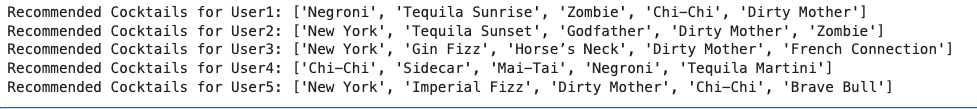 Recommended Cocktails for User1: ['Negroni', 'Tequila Sunrise', 'Zombie', 'Chi-Chi', 'Dirty Mother']
Recommended Cocktails for User2: ['New York', 'Tequila Sunset', 'Godfather', 'Dirty Mother', 'Zombie']
Recommended Cocktails for User3: ['New York', 'Gin Fizz', 'Horse's Neck', 'Dirty Mother', 'French Connection']
Recommended Cocktails for User4: ['Chi-Chi', 'Sidecar', 'Mai-Tai', 'Negroni', 'Tequila Martini']
Recommended Cocktails for User5: ['New York', 'Imperial Fizz', 'Dirty Mother', 'Chi-Chi', 'Brave Bull']